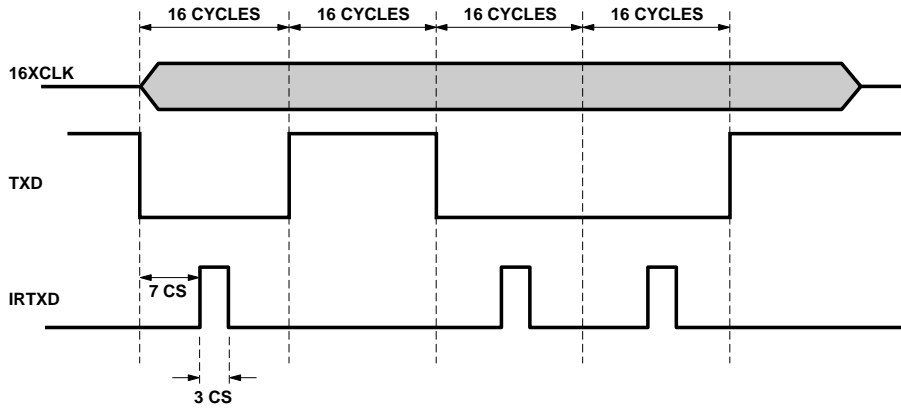 16 CYCLES 16 CYCLES 16 CYCLES 16 CYCLES
16XCLK
TXD
7 CS
IRTXD
3 CS